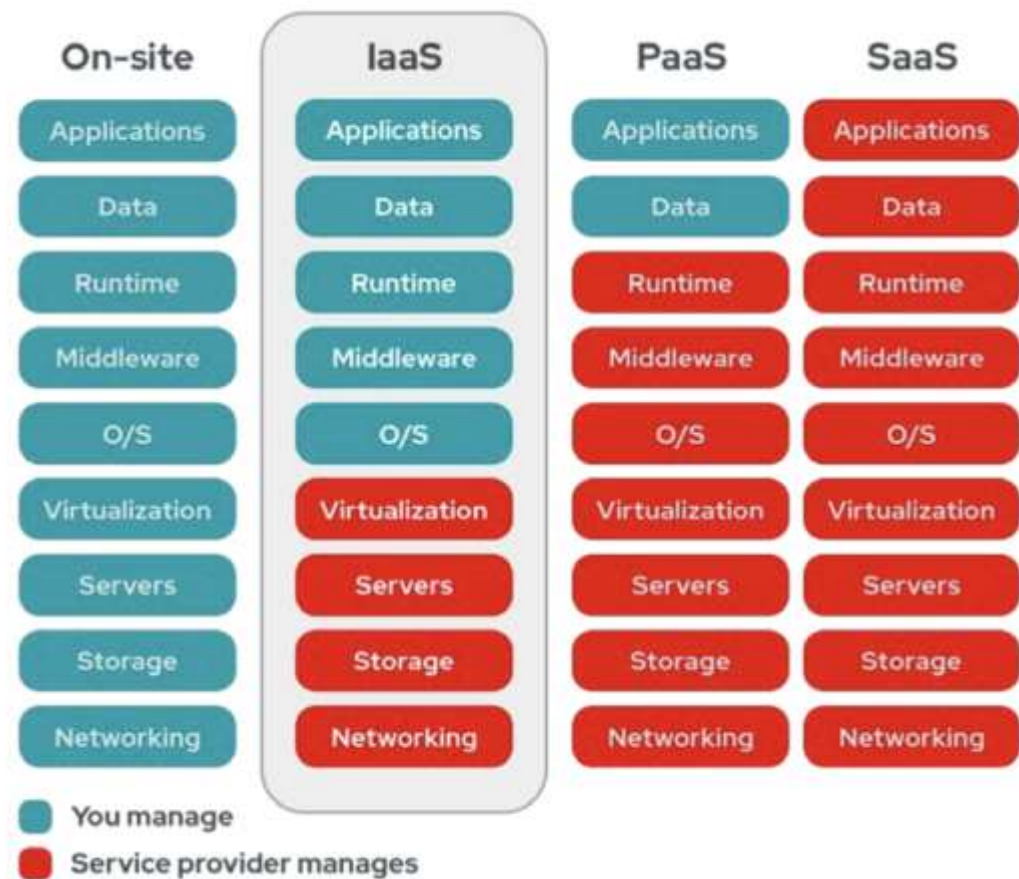 On-site IaaS PaaS SaaS
Applications Applications Applications Applications
Data Data Data Data
Runtime Runtime Runtime Runtime
Middleware Middleware Middleware Middleware
O/S O/S O/S O/S
Virtualization Virtualization Virtualization Virtualization
Servers Servers Servers Servers
Storage Storage Storage Storage
Networking Networking Networking Networking
You manage
Service provider manages